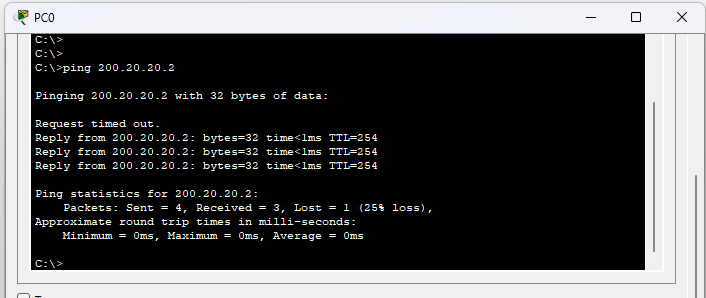 PC0
C:\>
C:\>
C:\>ping 200.20.20.2
Pinging 200.20.20.2 with 32 bytes of data:
Request timed out.
Reply from 200.20.20.2: bytes=32 time<1ms TTL=254
Reply from 200.20.20.2: bytes=32 time<1ms TTL=254
Reply from 200.20.20.2: bytes=32 time<1ms TTL=254
Ping statistics for 200.20.20.2:
Packets: Sent = 4, Received = 3, Lost = 1 (25% loss),
Approximate round trip times in milli-seconds:
Minimum = 0ms, Maximum = 0ms, Average = 0ms
C:\>